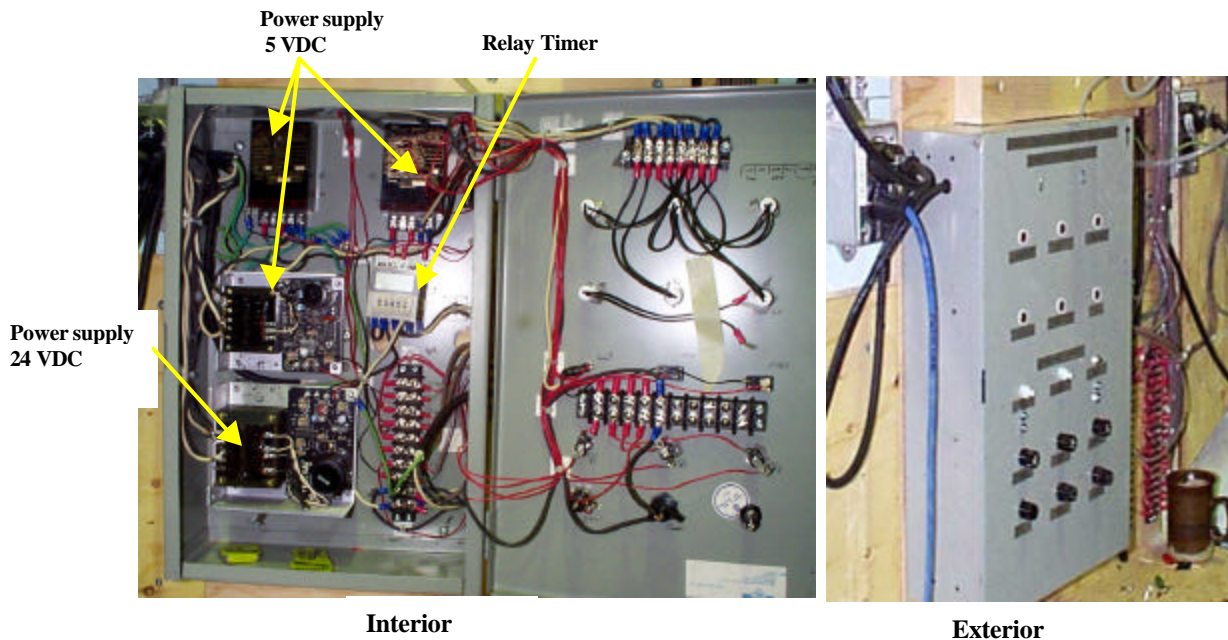 Power supply
5 VDC
Relay Timer
Power supply
24 VDC
Interior
Exterior